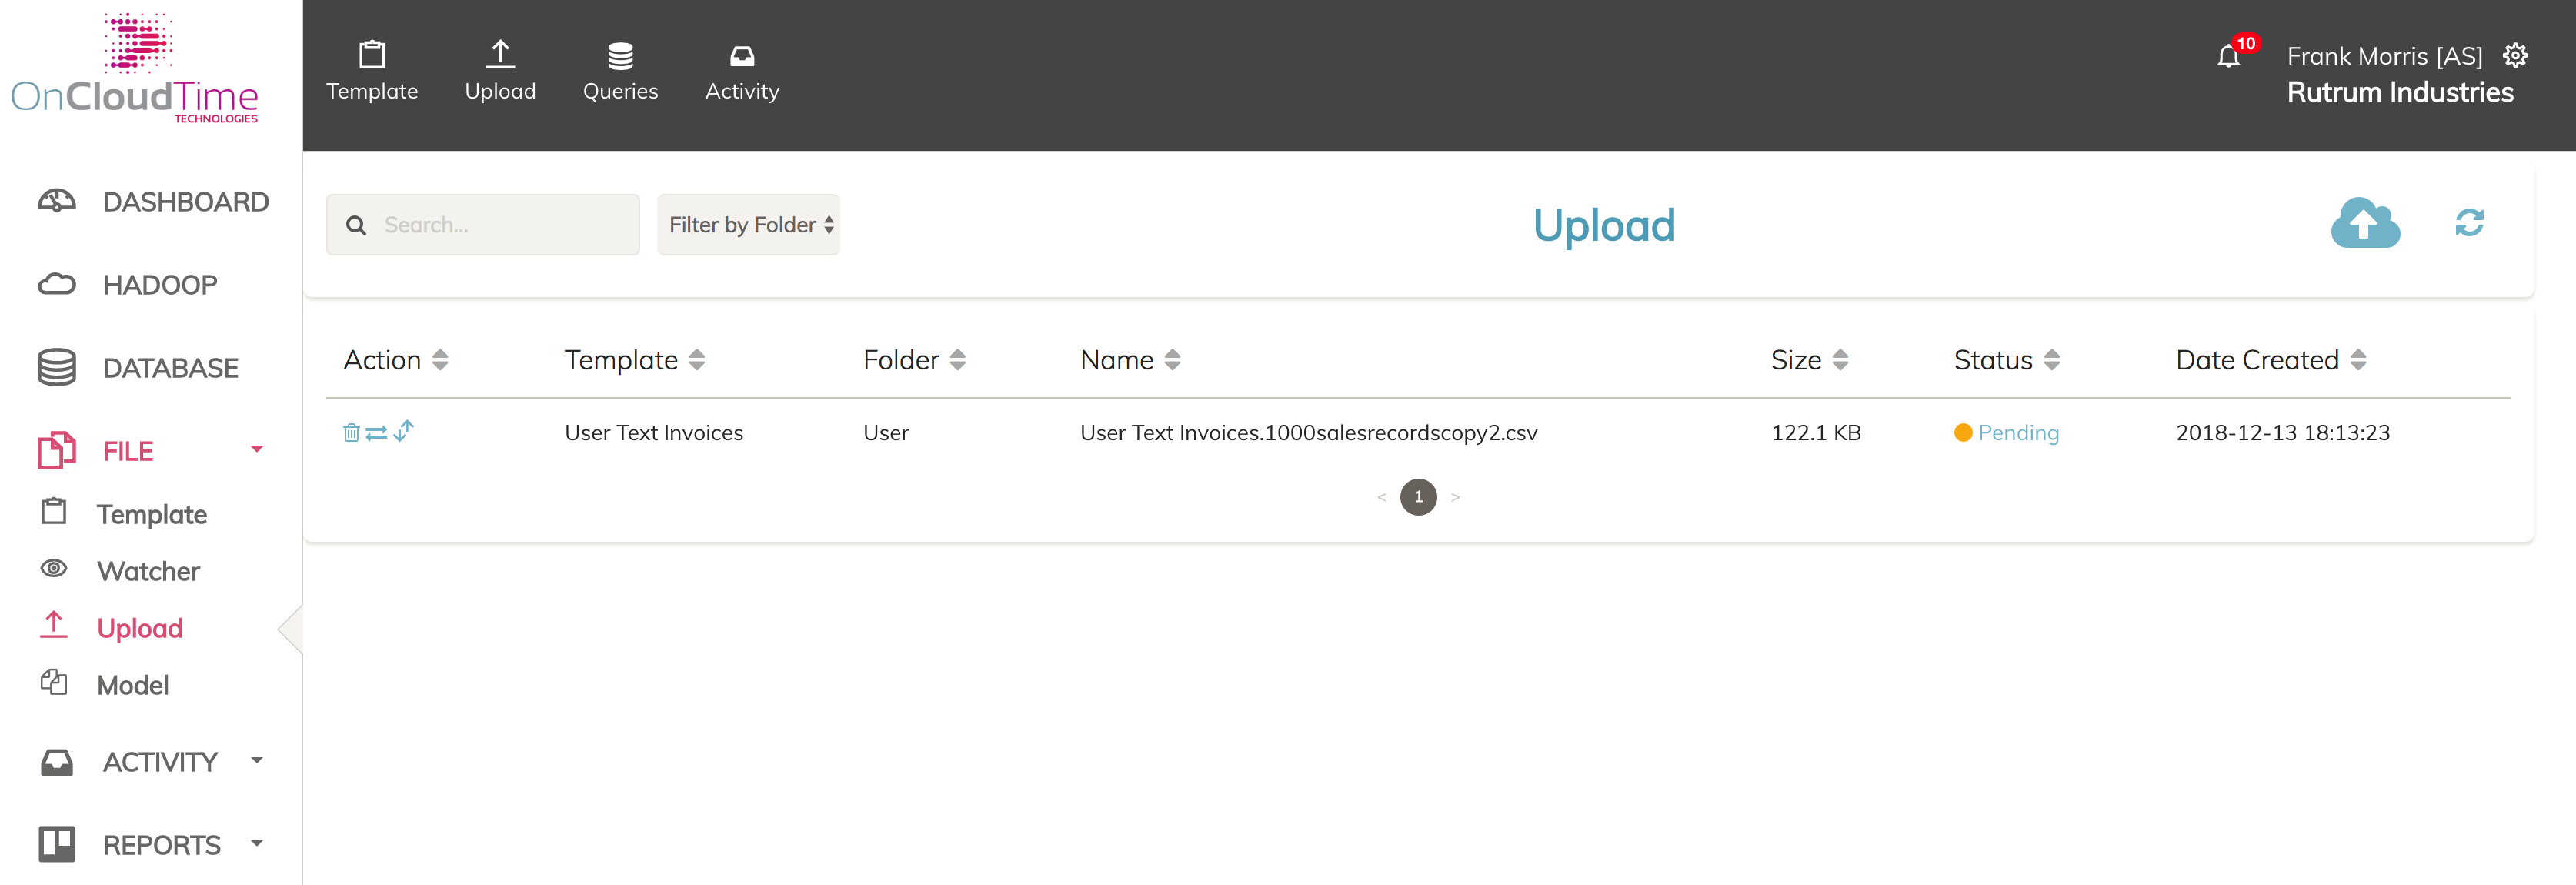 OnCloudTime
TECHNOLOGIES
Template
Upload
Queries
Activity
10
Frank Morris [AS]
Rutrum Industries
DASHBOARD
HADOOP
DATABASE
FILE
Template
Watcher
Upload
Model
ACTIVITY
REPORTS
Search...
Filter by Folder
Upload
Action Template Folder Name Size Status Date Created
User Text Invoices User User Text Invoices.1000salesrecordscopy2.csv 122.1 KB Pending 2018-12-13 18:13:23
< 1 >